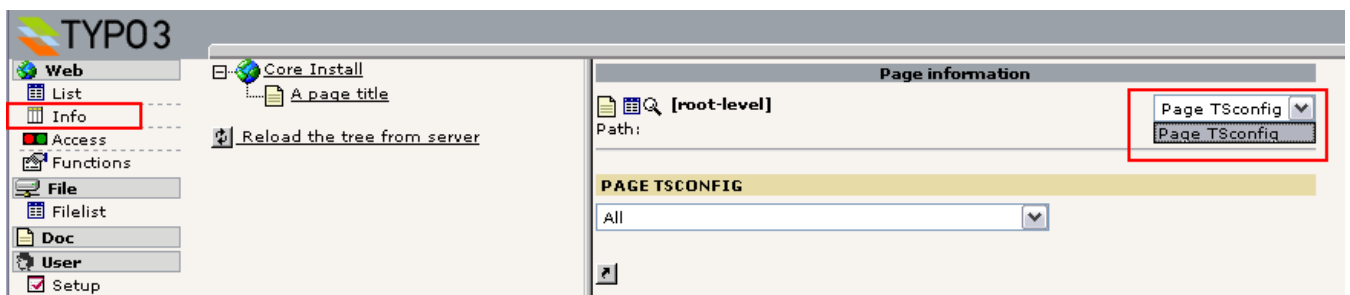 TYPO3
Web
List
Info
Access
Functions
File
Filelist
Doc
User
Setup
Core Install
A page title
Reload the tree from server
Page information
[root-level]
Path:
Page TSconfig
Page TSconfig
PAGE TSCONFIG
All